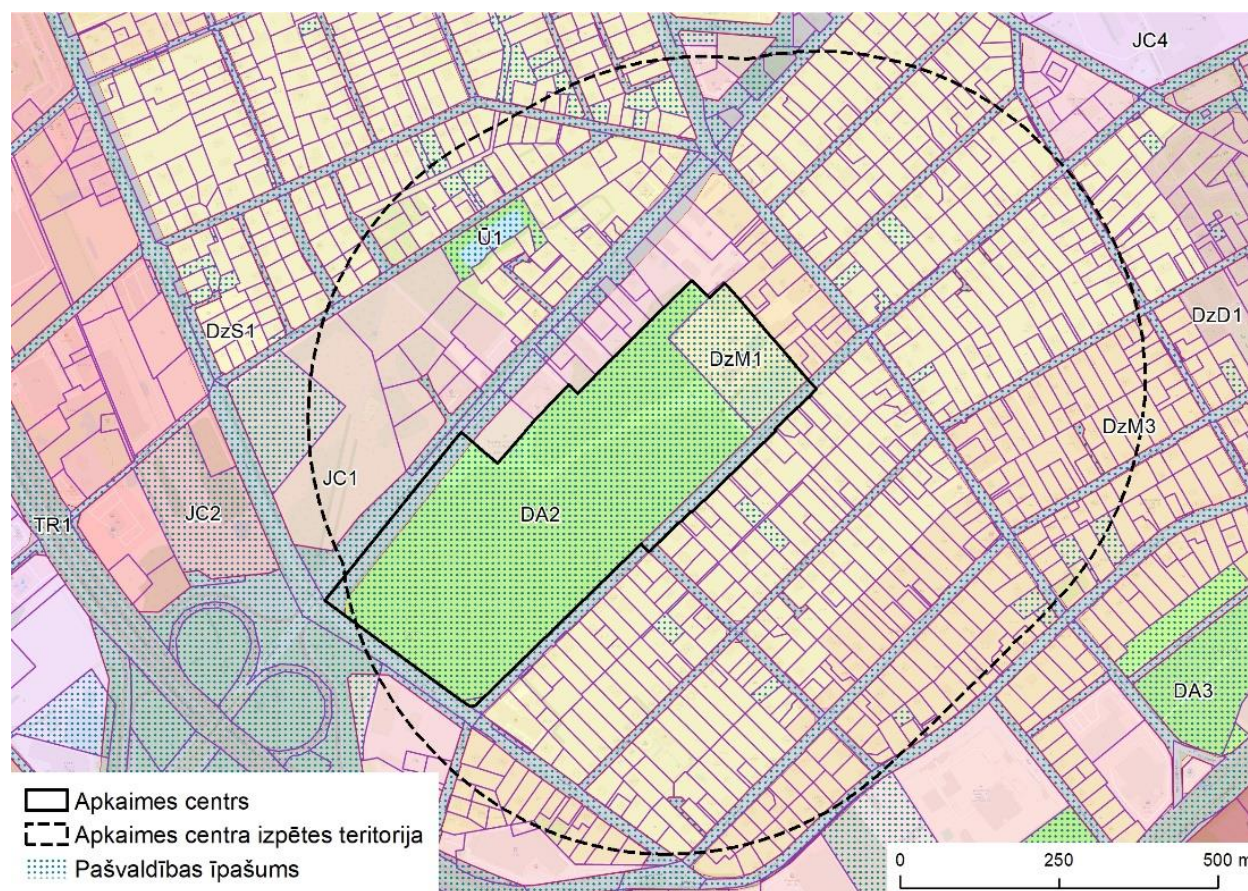 JC4
Ū1
DzD1
DzS1
DzM1
DzM3
JC1
JC2
DA2
TR1
DA3
Apkaimes centrs
Apkaimes centra izpētes teritorija
Pašvaldības īpašums
0 250 500 m